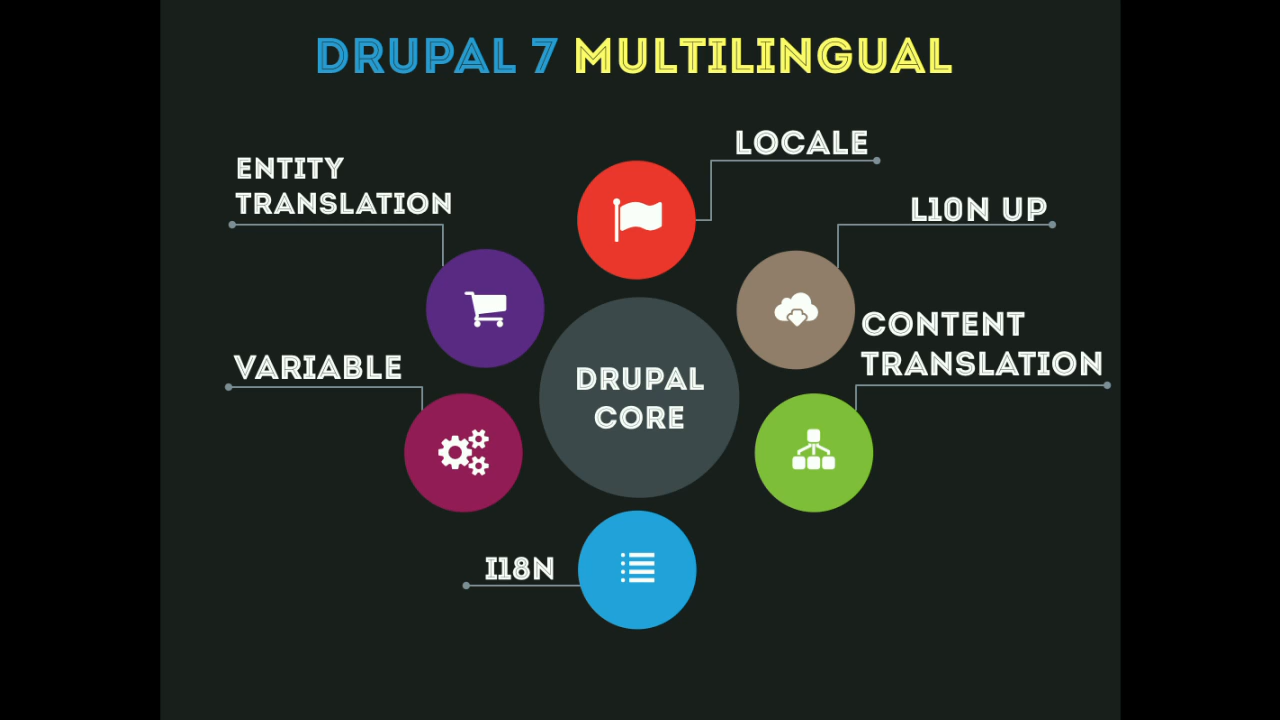 DRUPAL 7 MULTILINGUAL
LOCALE
ENTITY
TRANSLATION
L10N UP
CONTENT
TRANSLATION
VARIABLE
DRUPAL
CORE
I18N